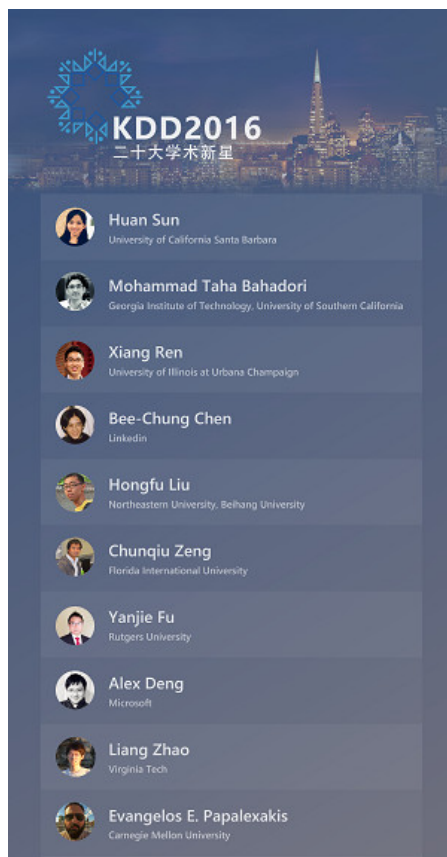 KDD2016
二十大学术新星
Huan Sun
University of California Santa Barbara
Mohammad Taha Bahadori
Georgia Institute of Technology, University of Southern California
Xiang Ren
University of Illinois at Urbana Champaign
Bee-Chung Chen
Linkedin
Hongfu Liu
Northeastern University, Beihang University
Chunqiu Zeng
Florida International University
Yanjie Fu
Rutgers University
Alex Deng
Microsoft
Liang Zhao
Virginia Tech
Evangelos E. Papalexakis
Carnegie Mellon University